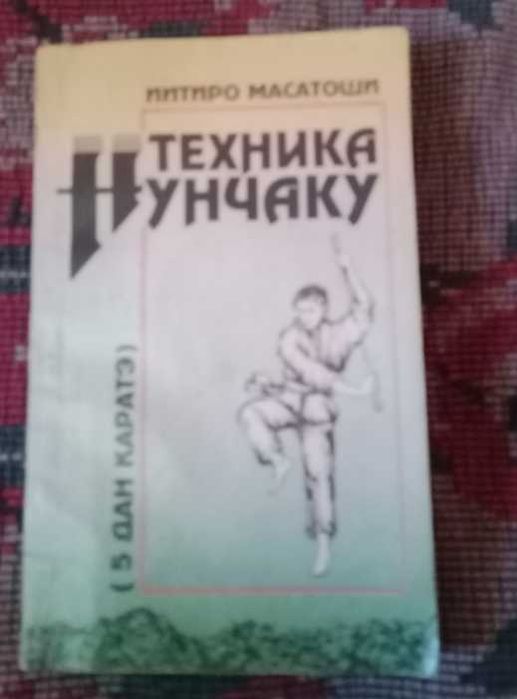 ИИТИРО МАСАТОШИ
ТЕХНИКА
НУНЧАКУ
( 5 ДАН КАРАТЭ)